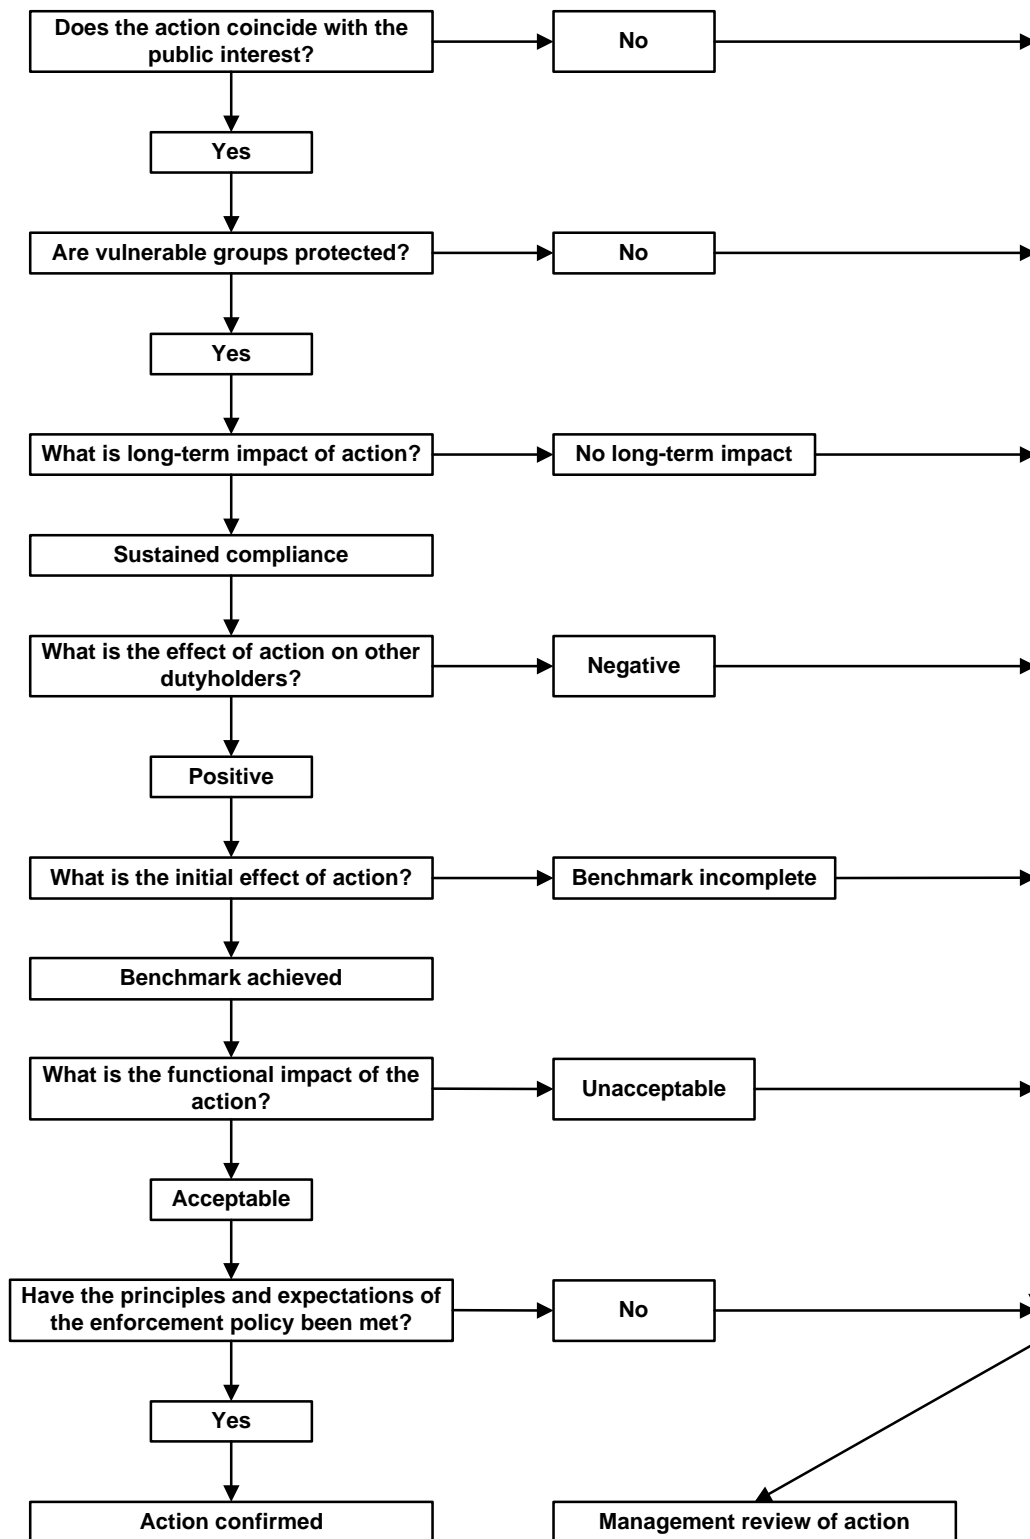 Does the action coincide with the
public interest?
No
Yes
Are vulnerable groups protected?
No
Yes
What is long-term impact of action?
No long-term impact
Sustained compliance
What is the effect of action on other
dutyholders?
Negative
Positive
What is the initial effect of action?
Benchmark incomplete
Benchmark achieved
What is the functional impact of the
action?
Unacceptable
Acceptable
Have the principles and expectations of
the enforcement policy been met?
No
Yes
Action confirmed
Management review of action